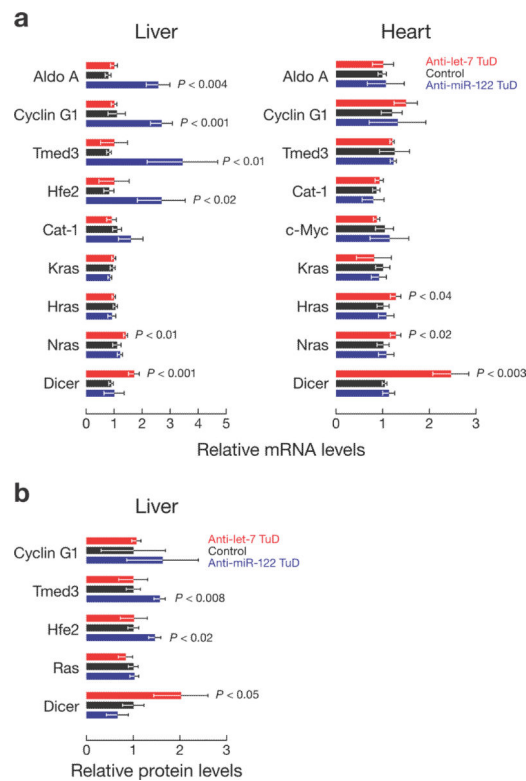 a
Liver
Heart
Aldo A
P < 0.004
Cyclin G1
P < 0.001
Tmed3
P < 0.01
Hfe2
P < 0.02
Cat-1
Kras
Hras
Nras
P < 0.01
Dicer
P < 0.001
0 1 2 3 4 5
Anti-let-7 TuD
Control
Anti-miR-122 TuD
Aldo A
Cyclin G1
Tmed3
Cat-1
c-Myc
Kras
Hras
P < 0.04
Nras
P < 0.02
Dicer
P < 0.003
0 1 2 3
Relative mRNA levels
b
Liver
Anti-let-7 TuD
Control
Anti-miR-122 TuD
Cyclin G1
Tmed3
P < 0.008
Hfe2
P < 0.02
Ras
Dicer
P < 0.05
0 1 2 3
Relative protein levels